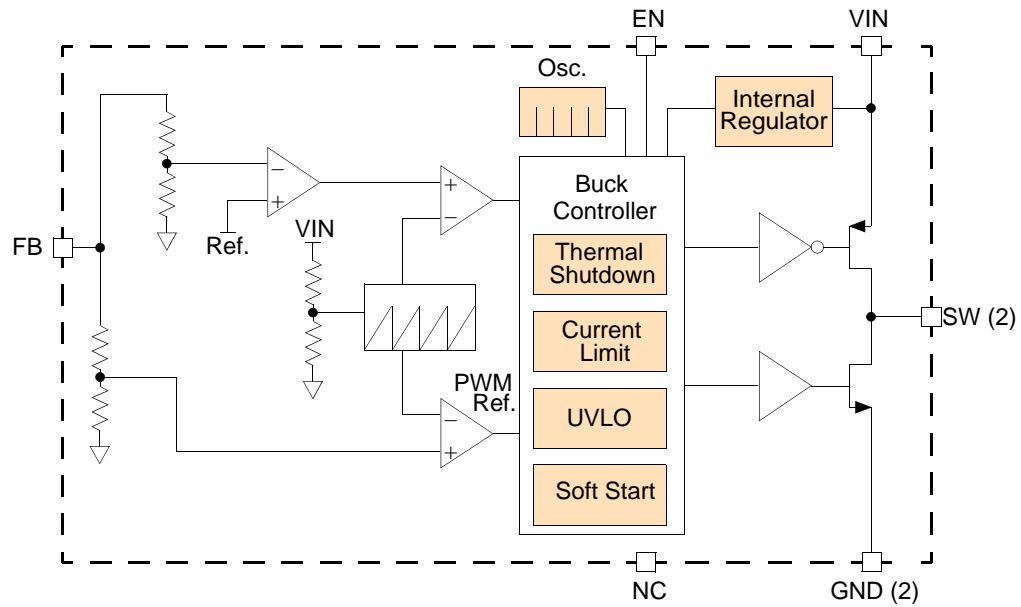 EN
VIN
Osc.
Internal
Regulator
Buck
Controller
−
+
+
−
FB
Ref.
VIN
Thermal
Shutdown
SW (2)
Current
Limit
PWM
Ref.
−
+
UVLO
Soft Start
NC
GND (2)